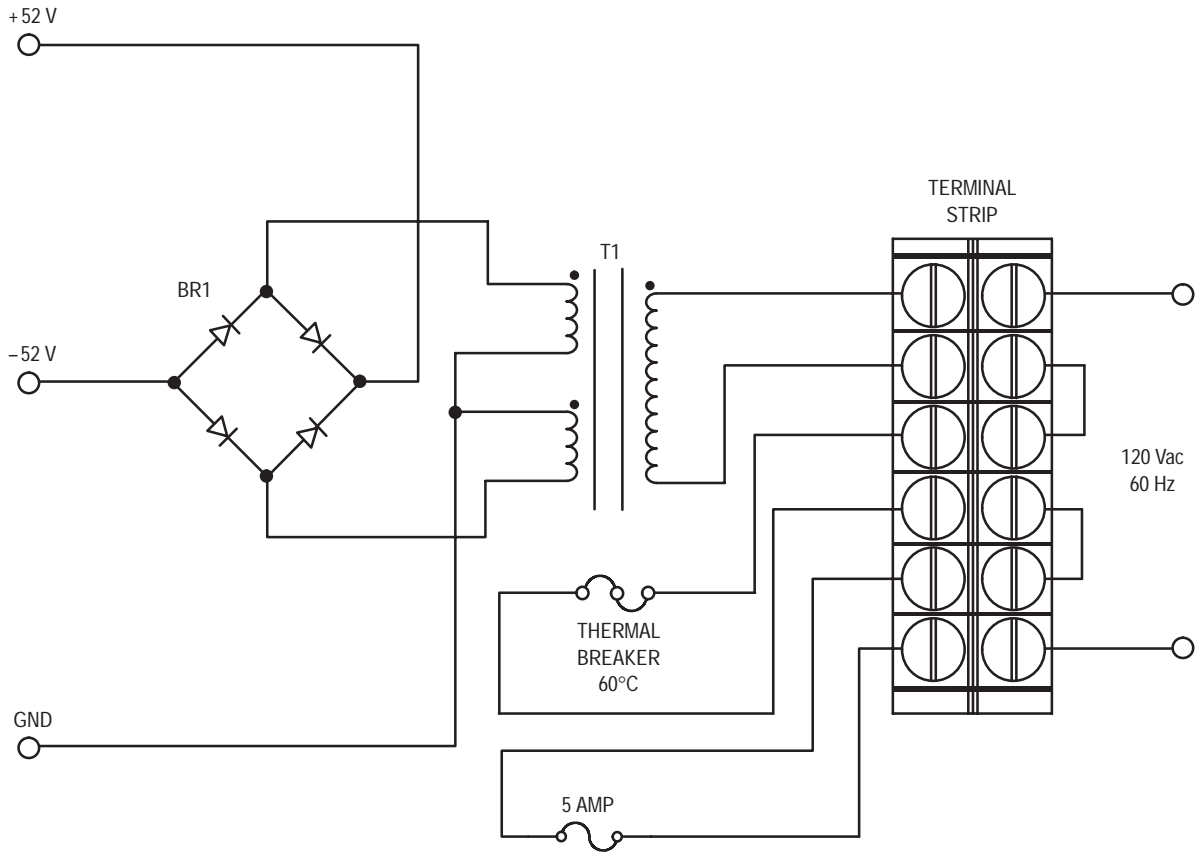 +52 V
TERMINAL
STRIP
T1
BR1
–52 V
120 Vac
60 Hz
THERMAL
BREAKER
60°C
GND
5 AMP